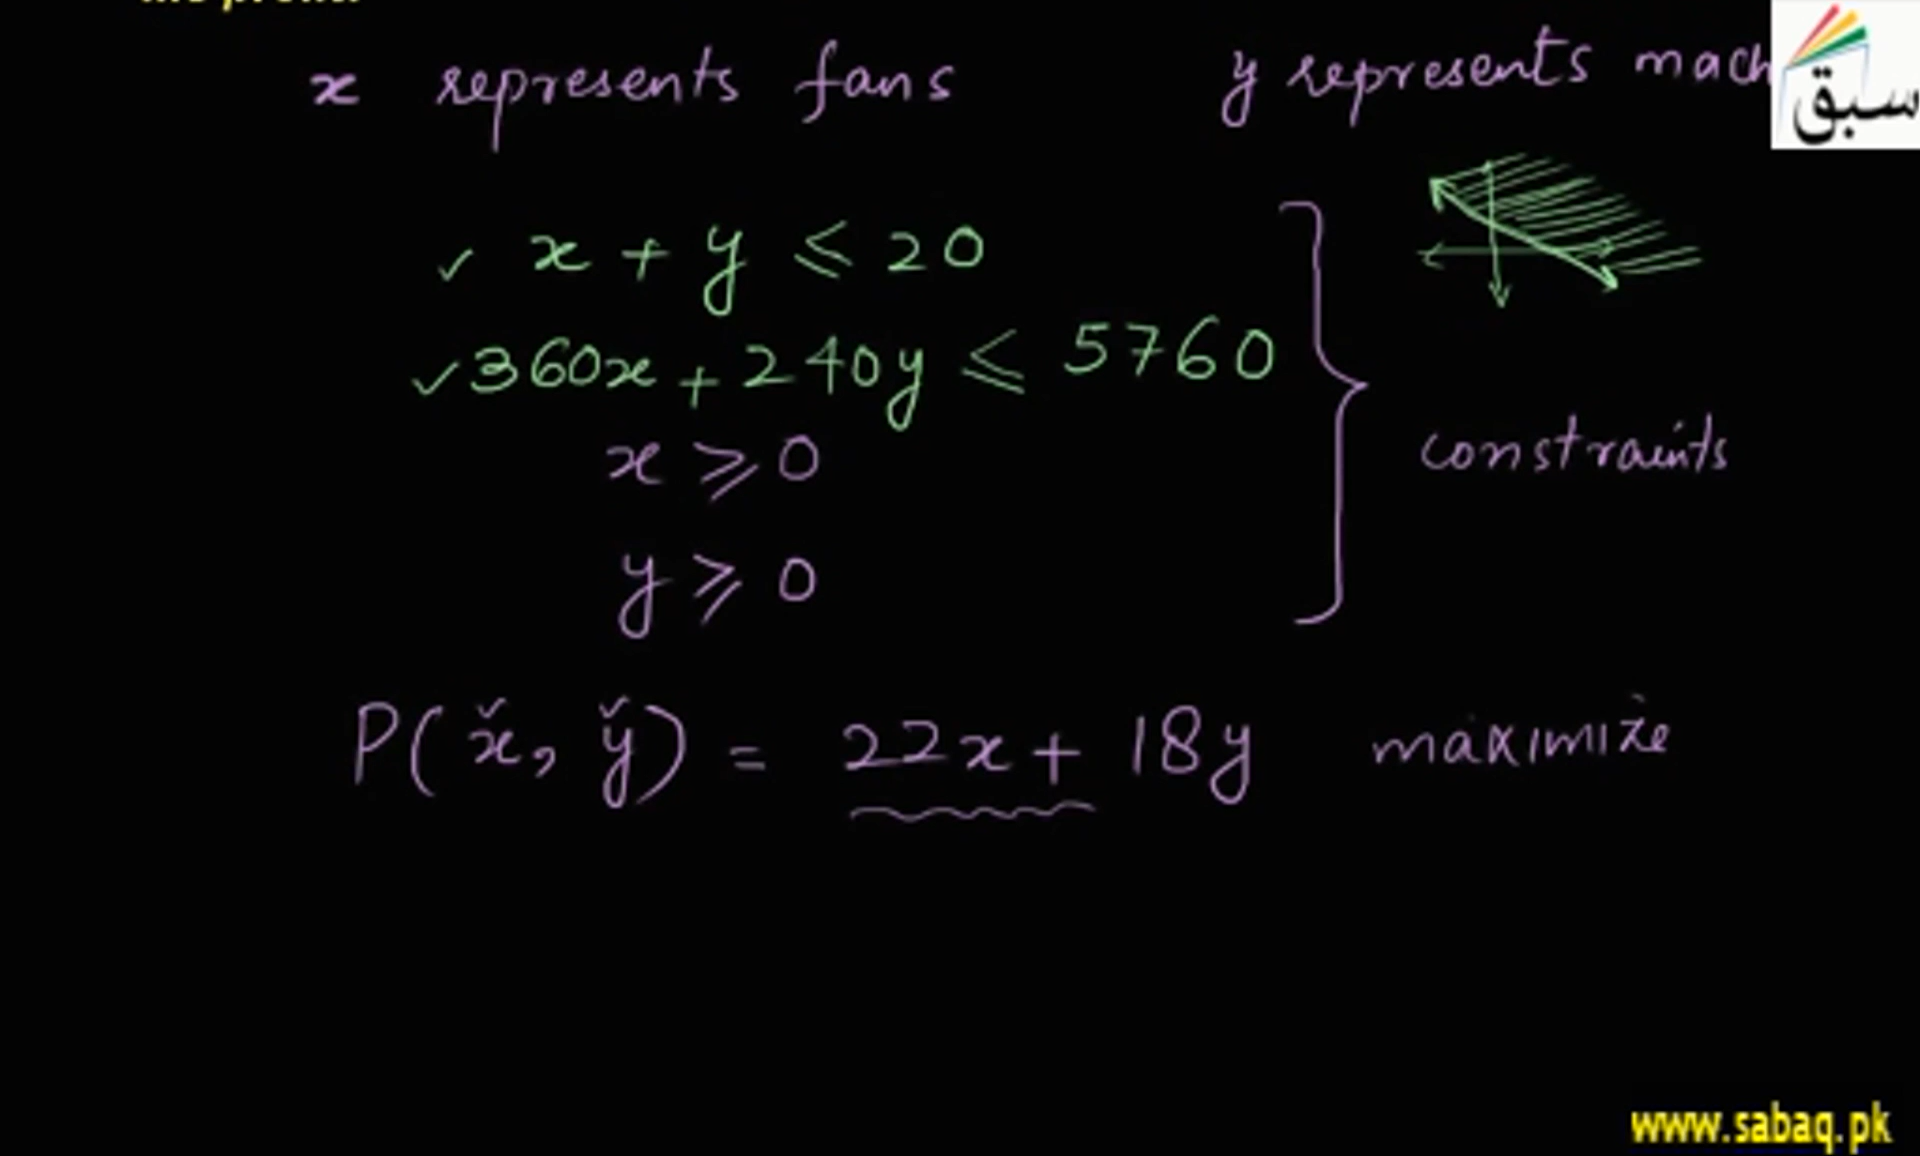 x represents fans y represents mach
سبق
✓ x + y ≤ 20
✓ 360x + 240y ≤ 5760
x ≥ 0
constraints
y ≥ 0
P(x, y) = 22x + 18y maximize
www.sabaq.pk